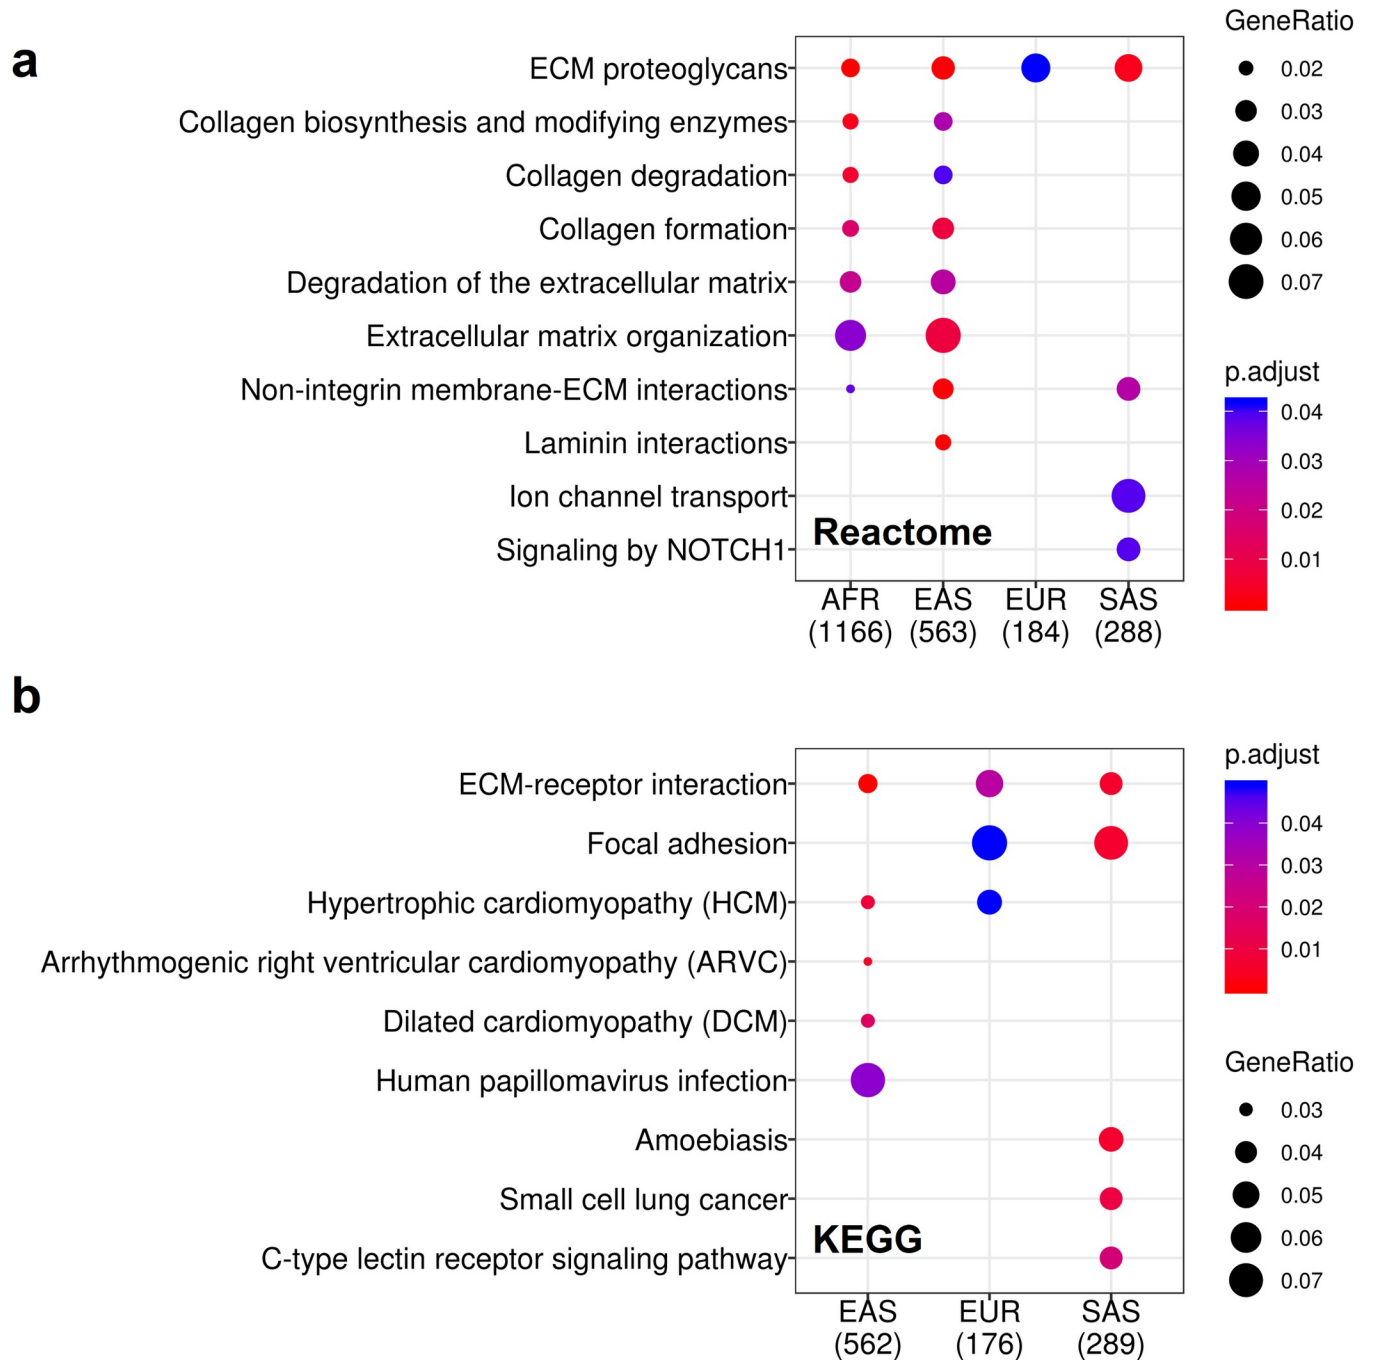 a
ECM proteoglycans
Collagen biosynthesis and modifying enzymes
Collagen degradation
Collagen formation
Degradation of the extracellular matrix
Extracellular matrix organization
Non-integrin membrane-ECM interactions
Laminin interactions
Ion channel transport
Signaling by NOTCH1
Reactome
AFR EAS EUR SAS
(1166) (563) (184) (288)
GeneRatio
0.02
0.03
0.04
0.05
0.06
0.07
p.adjust
0.04
0.03
0.02
0.01
b
ECM-receptor interaction
Focal adhesion
Hypertrophic cardiomyopathy (HCM)
Arrhythmogenic right ventricular cardiomyopathy (ARVC)
Dilated cardiomyopathy (DCM)
Human papillomavirus infection
Amoebiasis
Small cell lung cancer
C-type lectin receptor signaling pathway
KEGG
EAS EUR SAS
(562) (176) (289)
p.adjust
0.04
0.03
0.02
0.01
GeneRatio
0.03
0.04
0.05
0.06
0.07